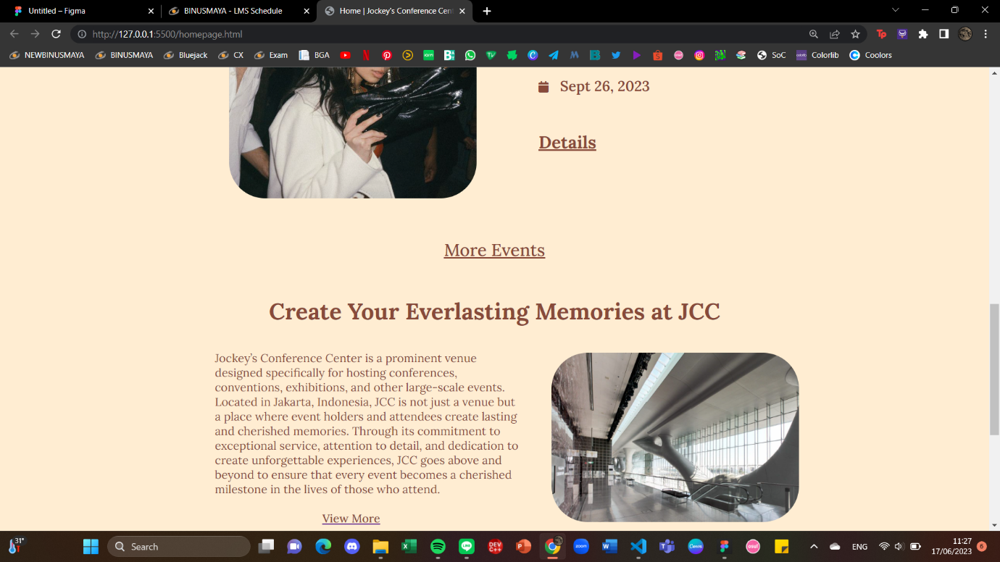 Untitled – Figma
BINUSMAYA - LMS Schedule
Home | Jockey's Conference Cen
http://127.0.0.1:5500/homepage.html
NEWBINUSMAYA BINUSMAYA Bluejack CX Exam BGA SoC Colorlib Coolors
Sept 26, 2023
Details
More Events
Create Your Everlasting Memories at JCC
Jockey's Conference Center is a prominent venue
designed specifically for hosting conferences,
conventions, exhibitions, and other large-scale events.
Located in Jakarta, Indonesia, JCC is not just a venue but
a place where event holders and attendees create lasting
and cherished memories. Through its commitment to
exceptional service, attention to detail, and dedication to
create unforgettable experiences, JCC goes above and
beyond to ensure that every event becomes a cherished
milestone in the lives of those who attend.
View More
31°
Search
DEV C++
zoom
ENG
11:27
17/06/2023
6